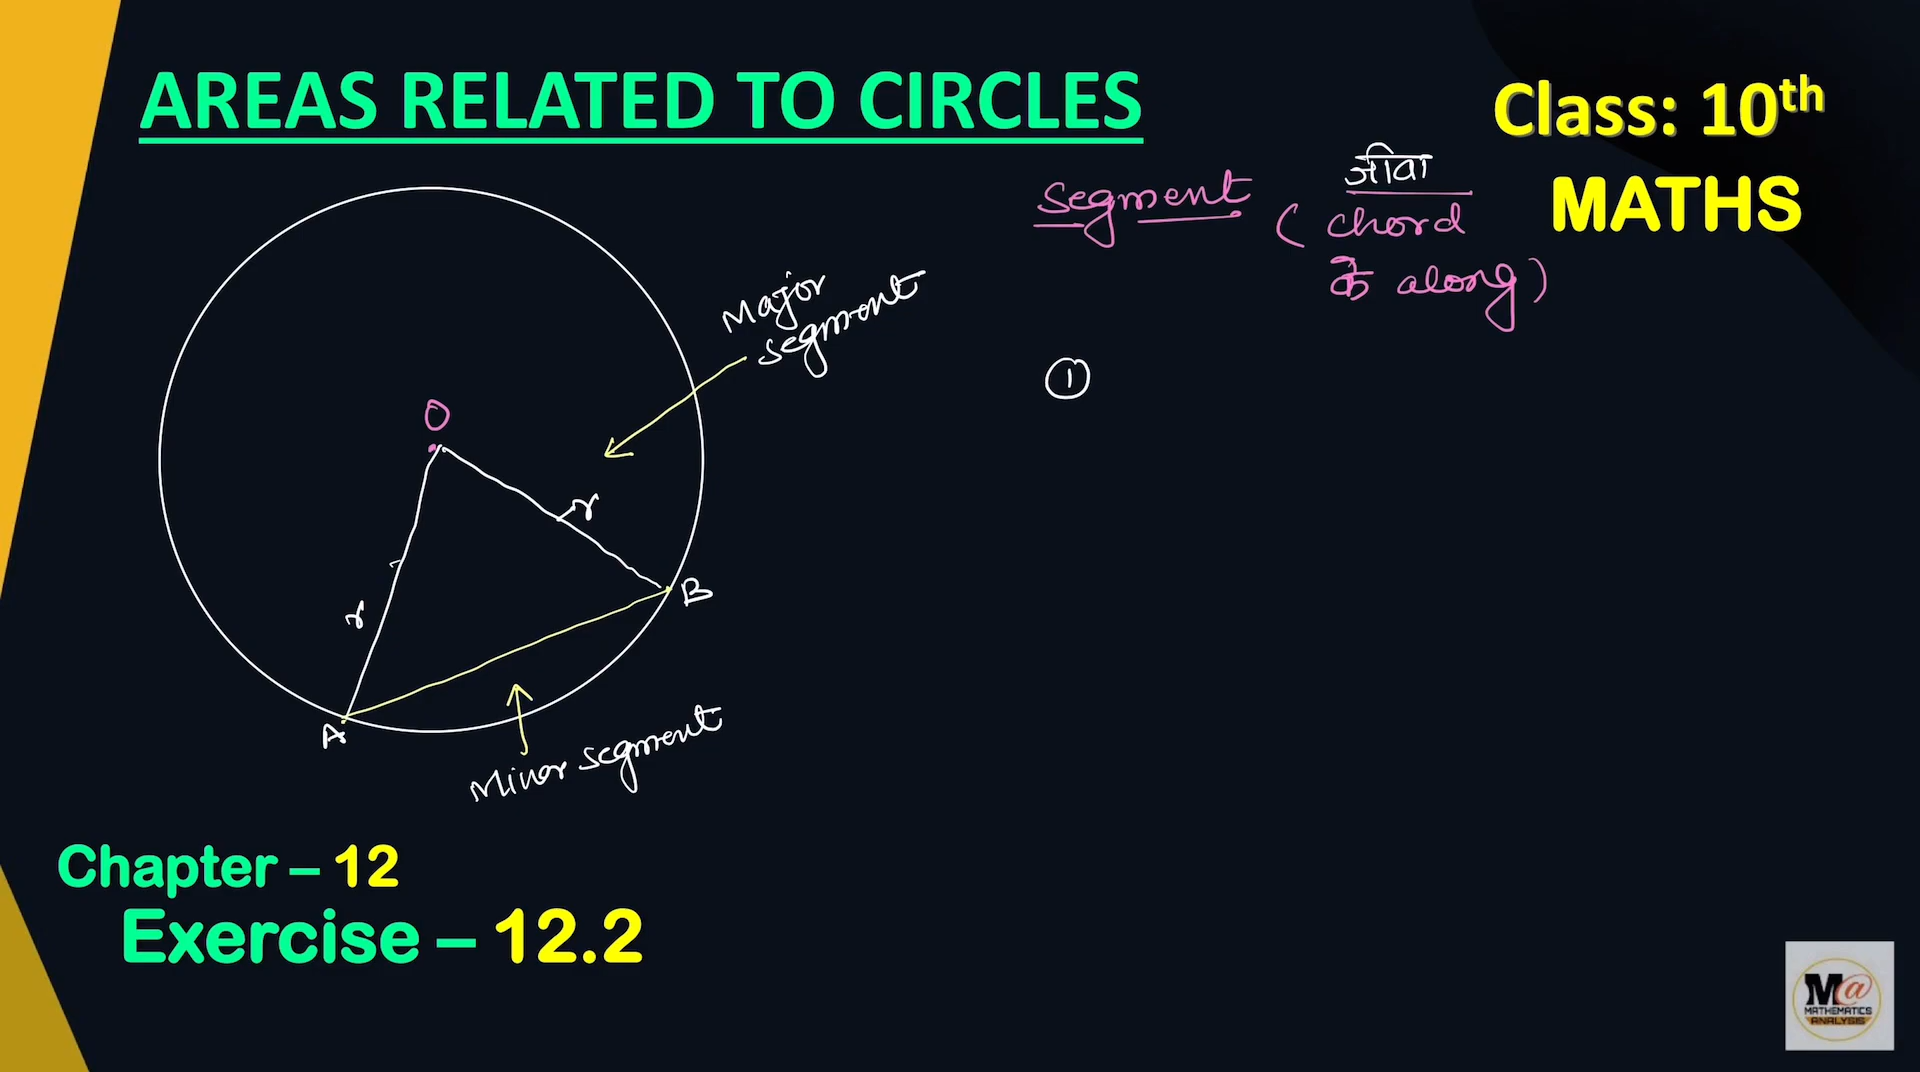 AREAS RELATED TO CIRCLES
Class: 10th
MATHS
segment ( जीवा
chord
के along)
Major
segment
①
O
r
r
B
A
Minor segment
Chapter – 12
Exercise – 12.2
M@
MATHEMATICS
ANALYSIS